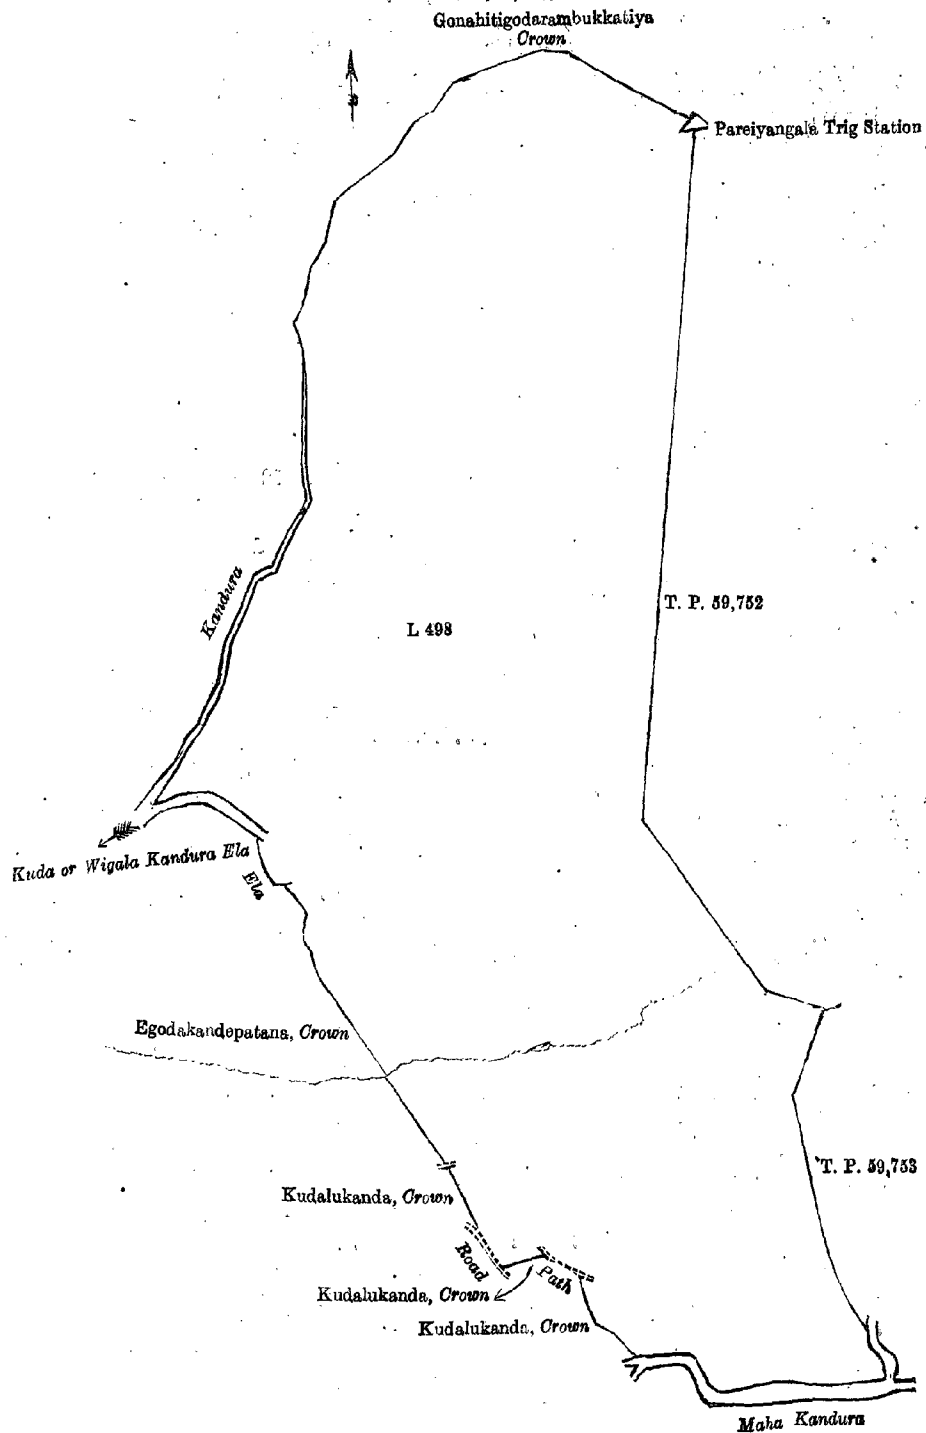 Gonahitigodarambukkatiya
Crown
Pareiyangala Trig Station
Kandura
T. P. 59,752
L 498
Kuda or Wigala Kandura Ela
Ela
Egodakandepatana, Crown
T. P. 59,753
Kudalukanda, Crown
Road
Path
Kudalukanda, Crown
Kudalukanda, Crown
Maha Kandura